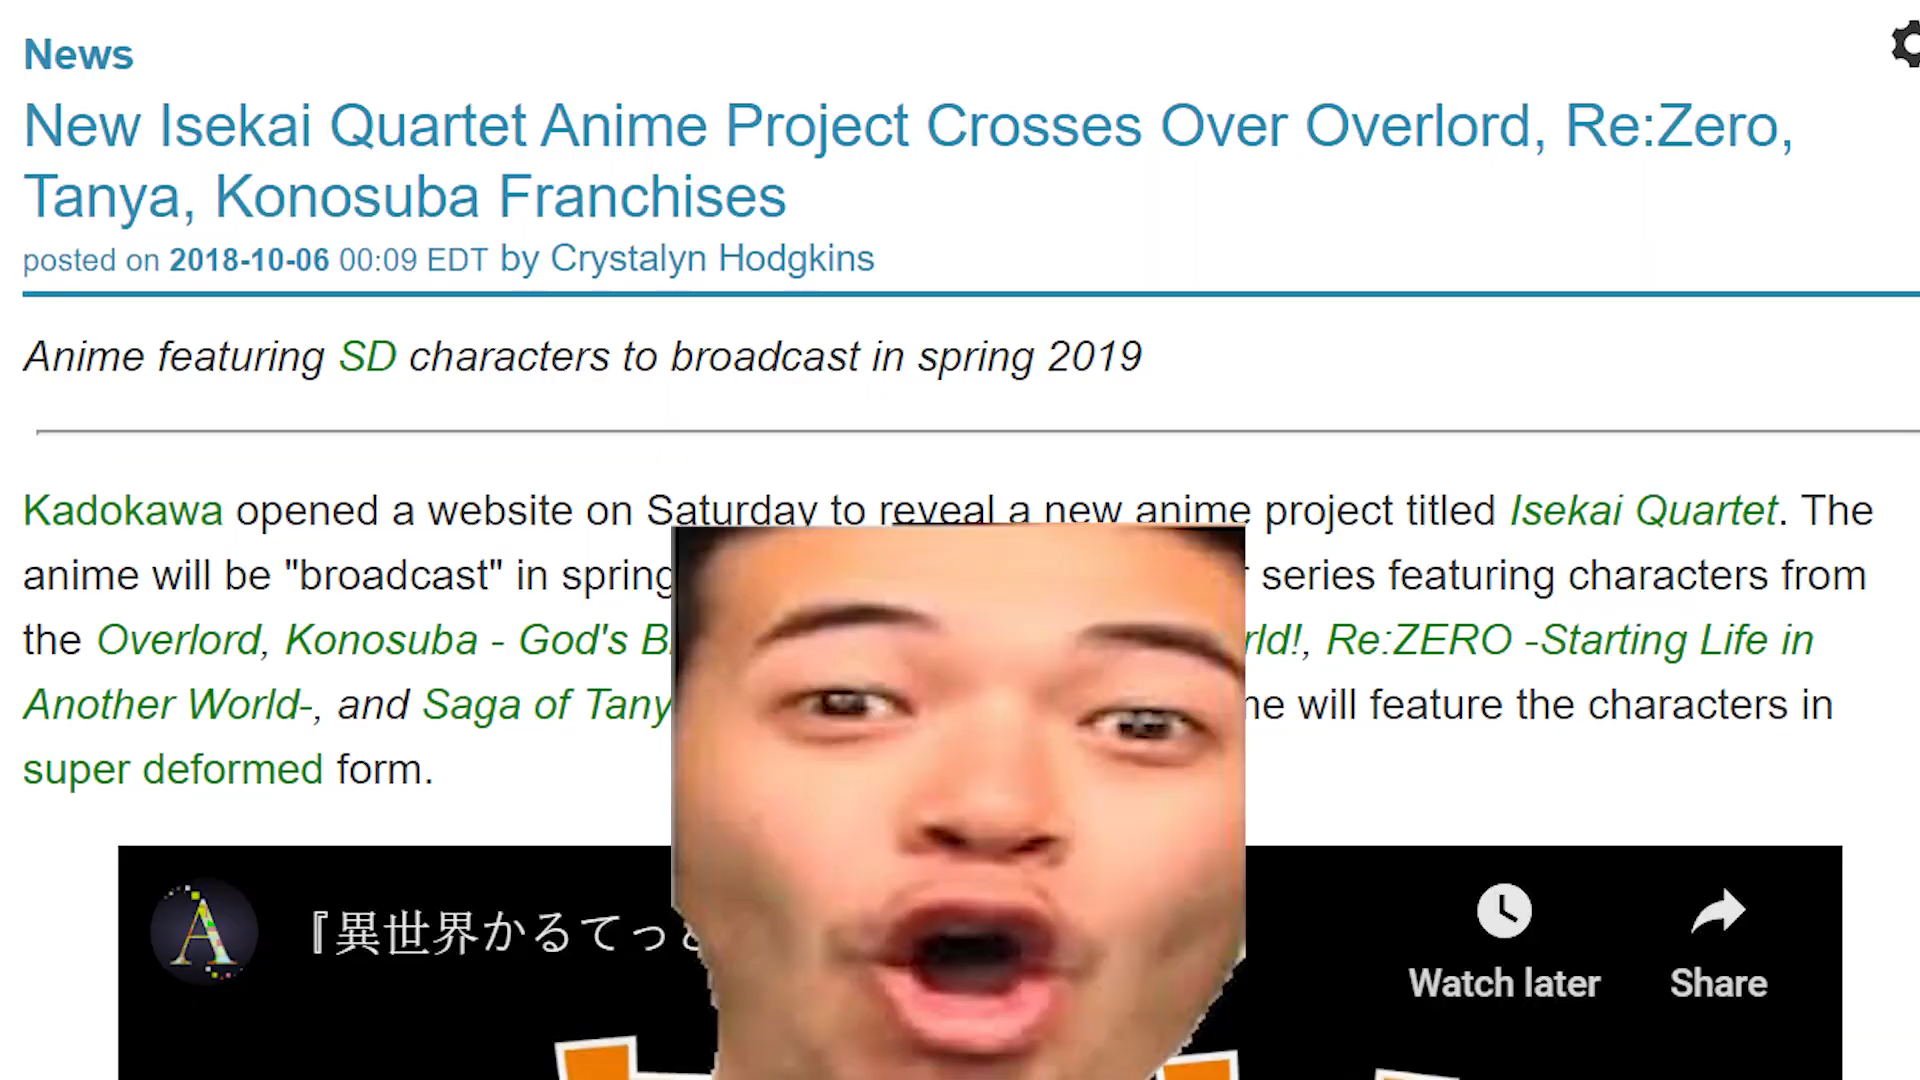 News
New Isekai Quartet Anime Project Crosses Over Overlord, Re:Zero,
Tanya, Konosuba Franchises
posted on 2018-10-06 00:09 EDT by Crystalyn Hodgkins
Anime featuring SD characters to broadcast in spring 2019
Kadokawa opened a website on Saturday to reveal a new anime project titled Isekai Quartet. The
anime will be "broadcast" in spring series featuring characters from
the Overlord, Konosuba - God's Re:ZERO -Starting Life in
Another World-, and Saga of will feature the characters in
super deformed form.
『異世界かるてっ
Watch later Share